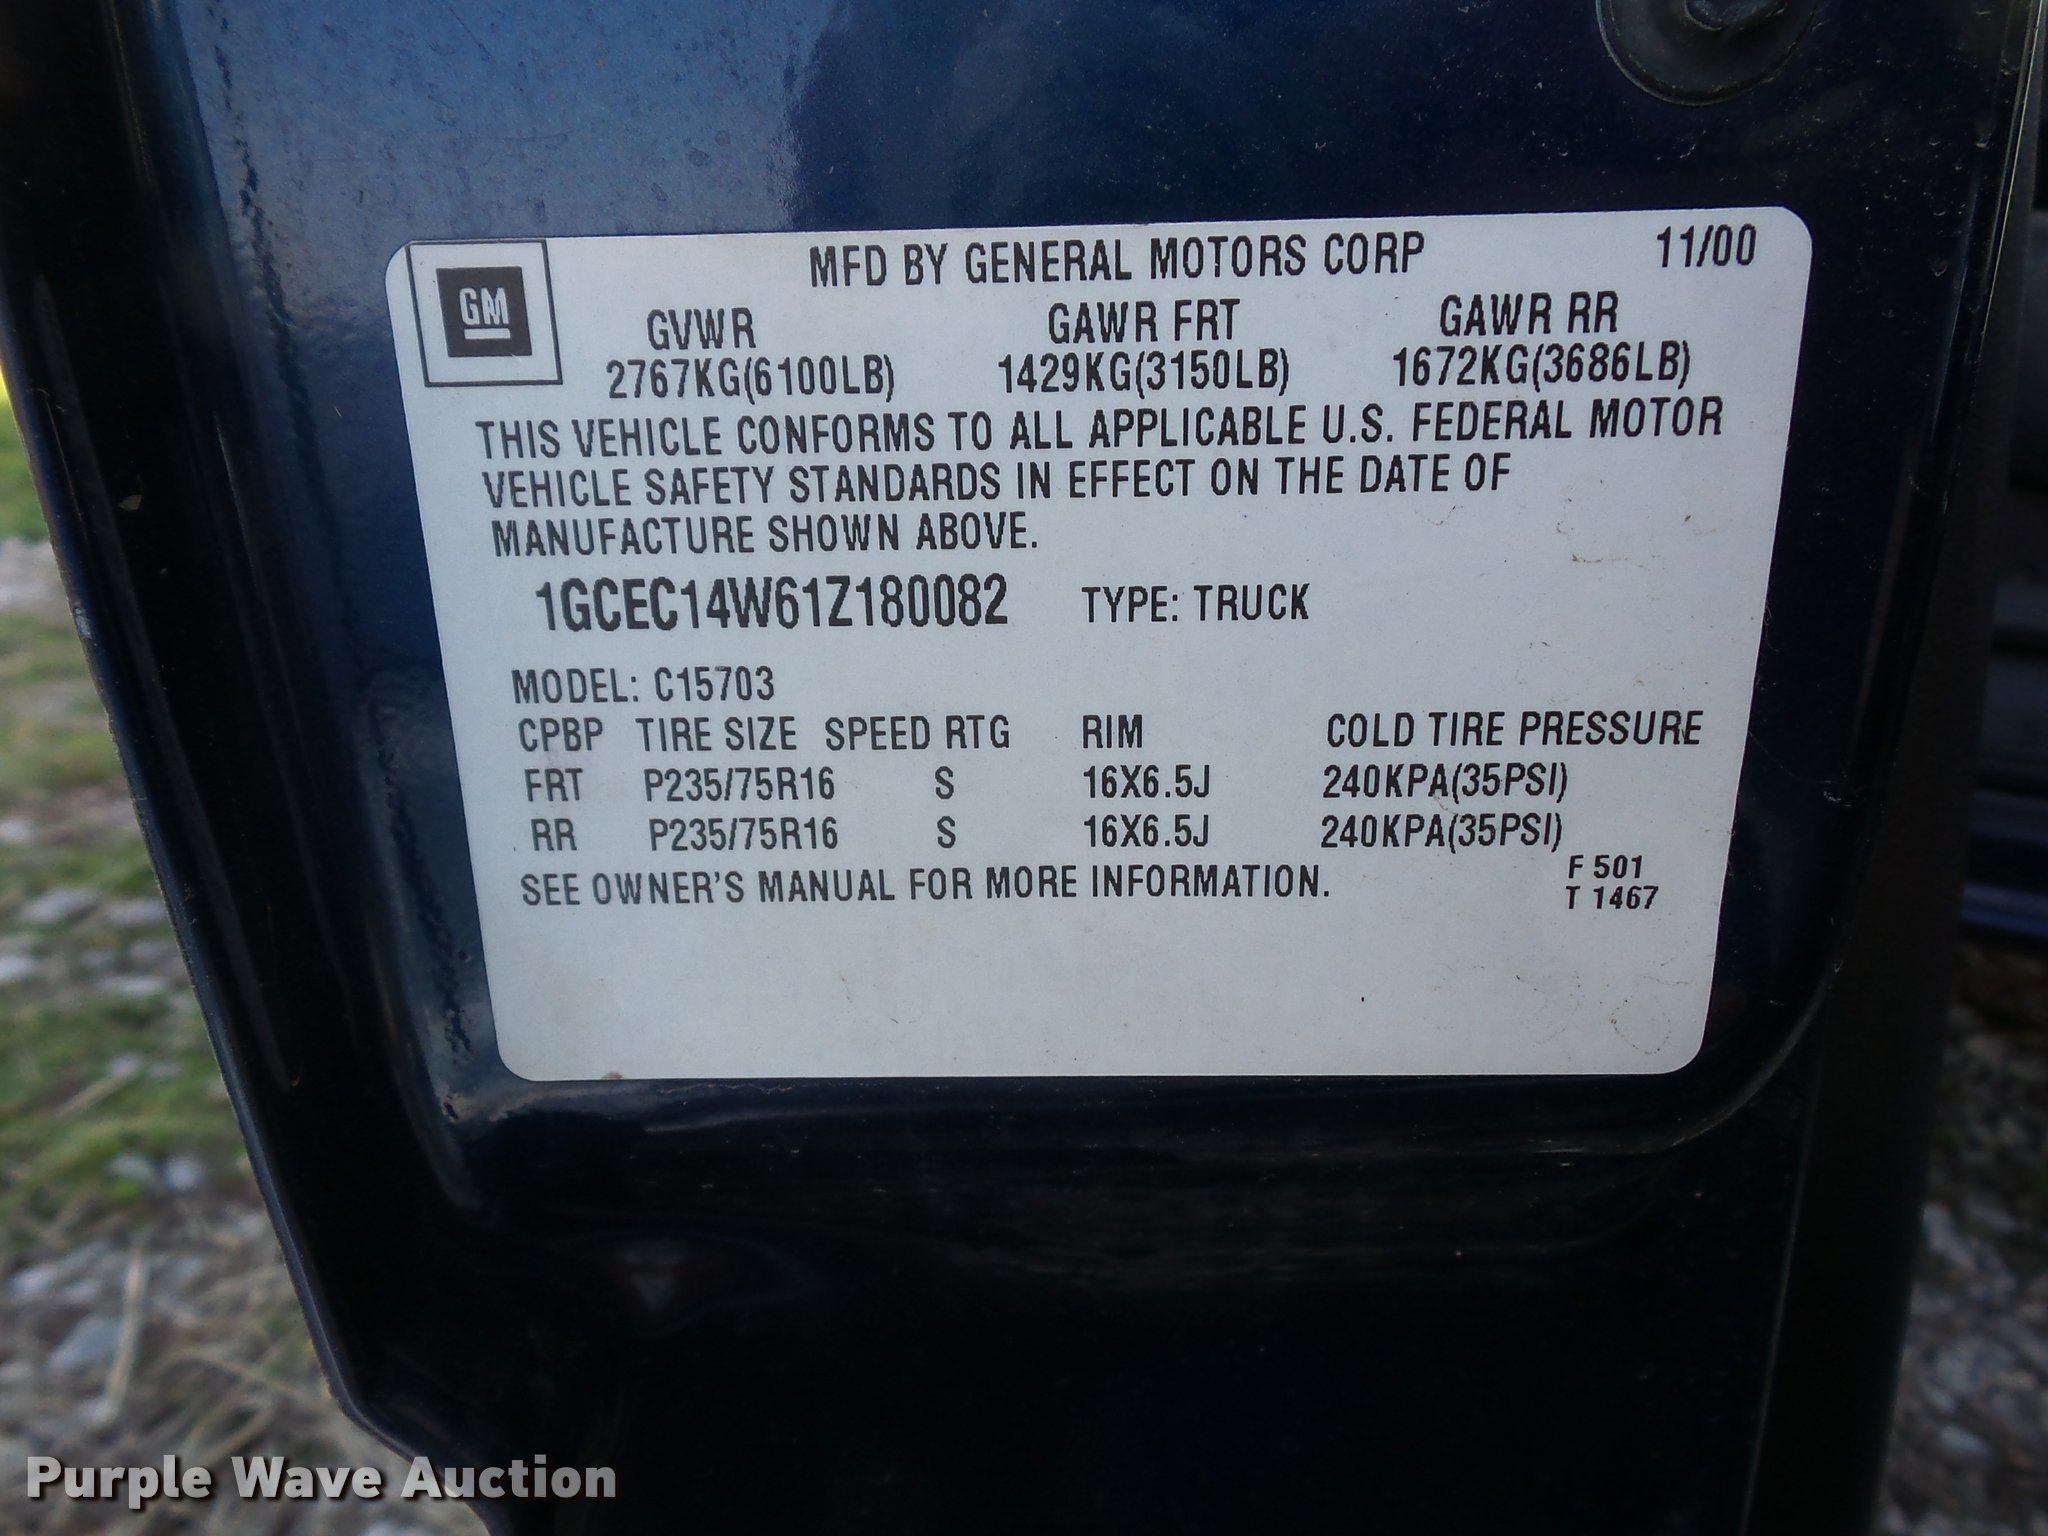 GM
MFD BY GENERAL MOTORS CORP 11/00
GVWR GAWR FRT GAWR RR
2767KG(6100LB) 1429KG(3150LB) 1672KG(3686LB)
THIS VEHICLE CONFORMS TO ALL APPLICABLE U.S. FEDERAL MOTOR
VEHICLE SAFETY STANDARDS IN EFFECT ON THE DATE OF
MANUFACTURE SHOWN ABOVE.
1GCEC14W61Z180082 TYPE: TRUCK
MODEL: C15703
CPBP TIRE SIZE SPEED RTG RIM COLD TIRE PRESSURE
FRT P235/75R16 S 16X6.5J 240KPA(35PSI)
RR P235/75R16 S 16X6.5J 240KPA(35PSI)
SEE OWNER'S MANUAL FOR MORE INFORMATION.
F 501
T 1467
Purple Wave Auction